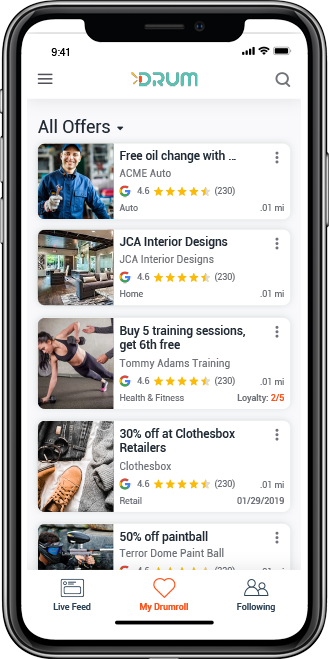 9:41
DRUM
All Offers
Free oil change with ...
ACME Auto
G 4.6 (230)
Auto .01 mi
JCA Interior Designs
JCA Interior Designs
G 4.6 (230)
Home .01 mi
Buy 5 training sessions,
get 6th free
Tommy Adams Training
G 4.6 (230) .01 mi
Health & Fitness Loyalty: 2/5
30% off at Clothesbox
Retailers
Clothesbox
G 4.6 (230) .01 mi
Retail 01/29/2019
50% off paintball
Terror Dome Paint Ball
Live Feed My Drumroll Following